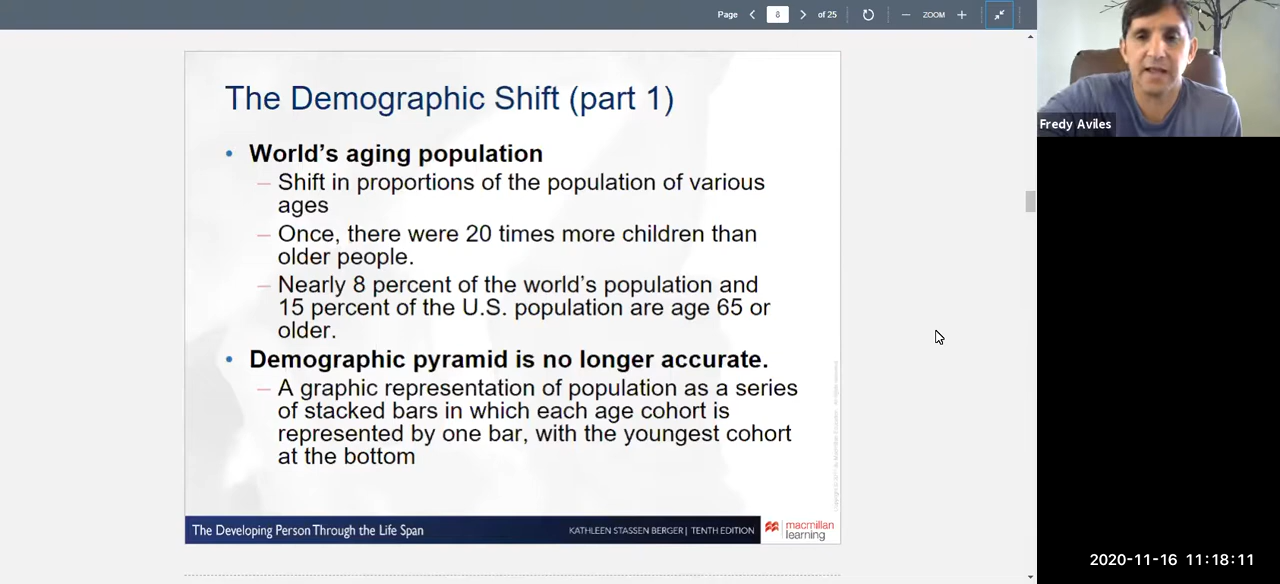 Page 8 of 25 ZOOM
The Demographic Shift (part 1)
• World's aging population
– Shift in proportions of the population of various
ages
– Once, there were 20 times more children than
older people.
– Nearly 8 percent of the world's population and
15 percent of the U.S. population are age 65 or
older.
• Demographic pyramid is no longer accurate.
– A graphic representation of population as a series
of stacked bars in which each age cohort is
represented by one bar, with the youngest cohort
at the bottom
The Developing Person Through the Life Span
KATHLEEN STASSEN BERGER | TENTH EDITION
macmillan
learning
Fredy Aviles
2020-11-16 11:18:11